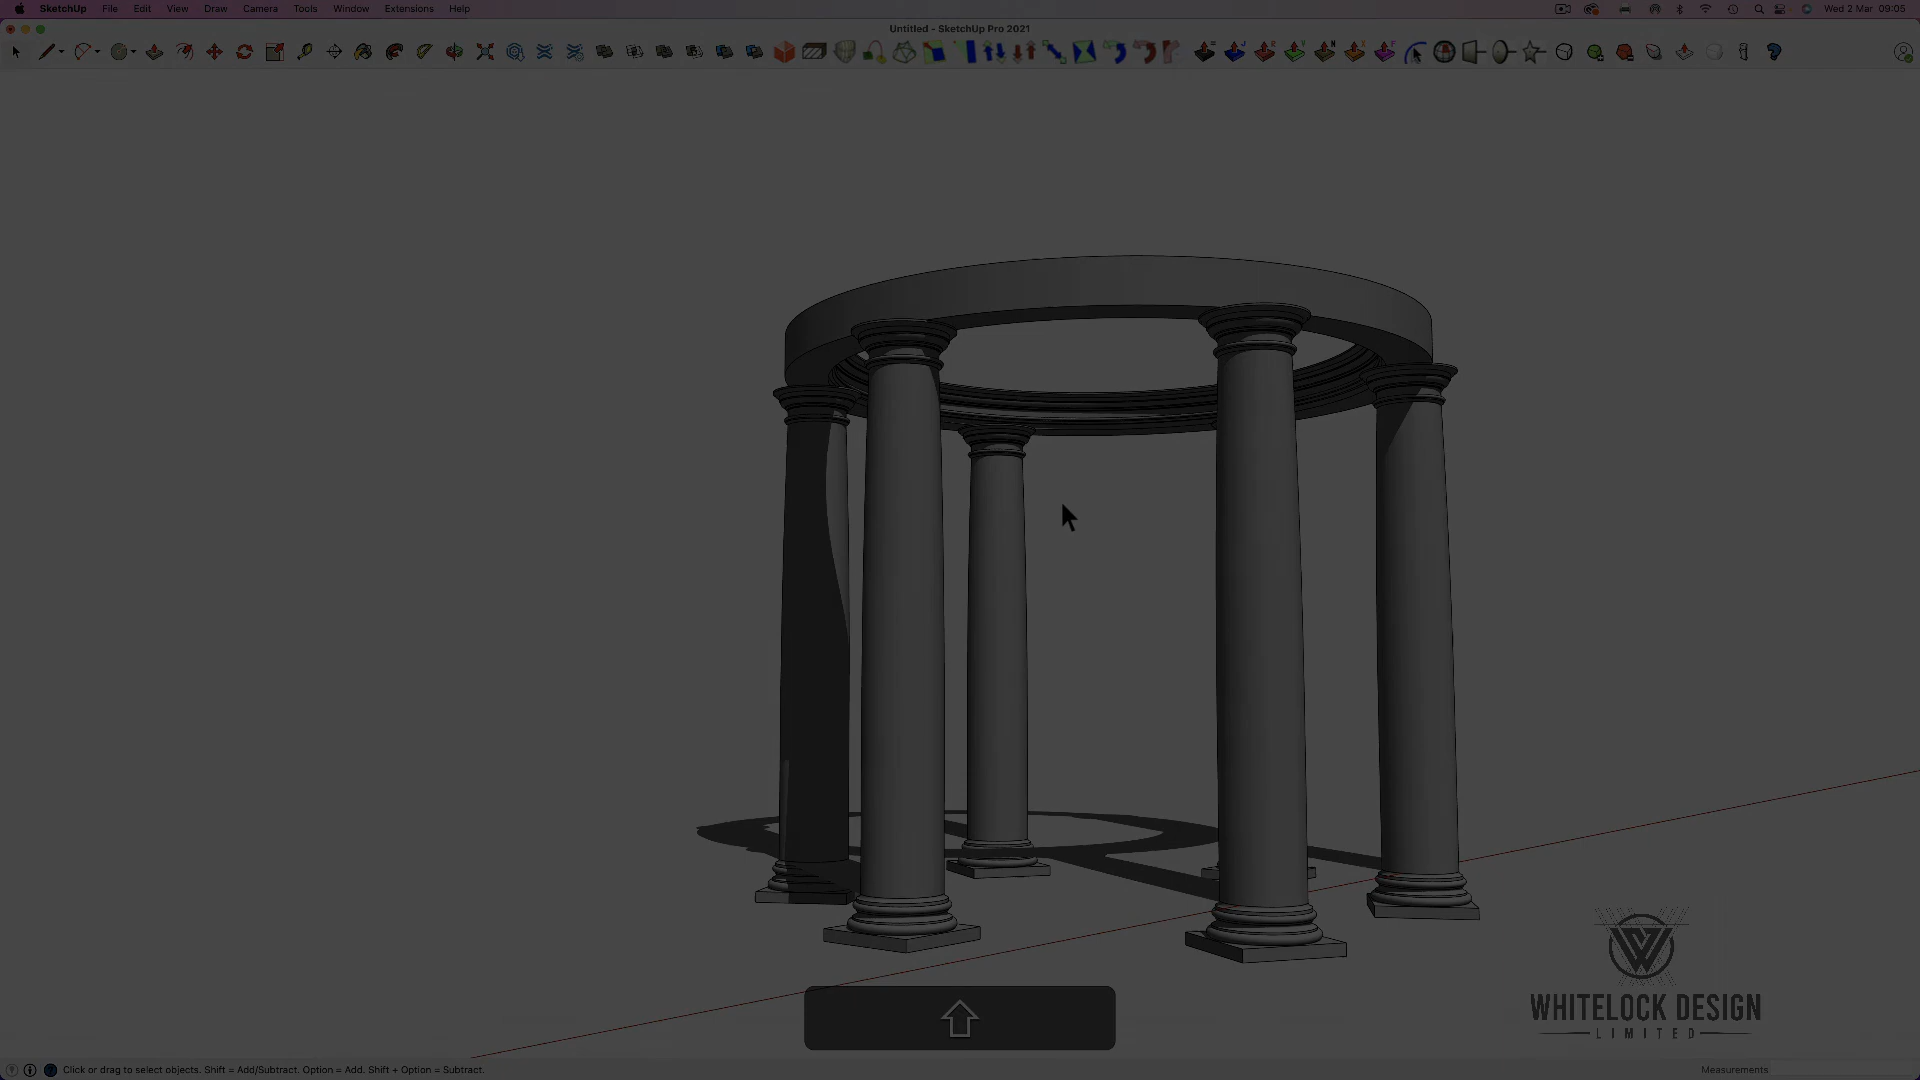 SketchUp File Edit View Draw Camera Tools Window Extensions Help Wed 2 Mar 09:05
Untitled - SketchUp Pro 2021
WHITELOCK DESIGN
LIMITED
Click or drag to select objects. Shift = Add/Subtract. Option = Add. Shift + Option = Subtract. Measurements